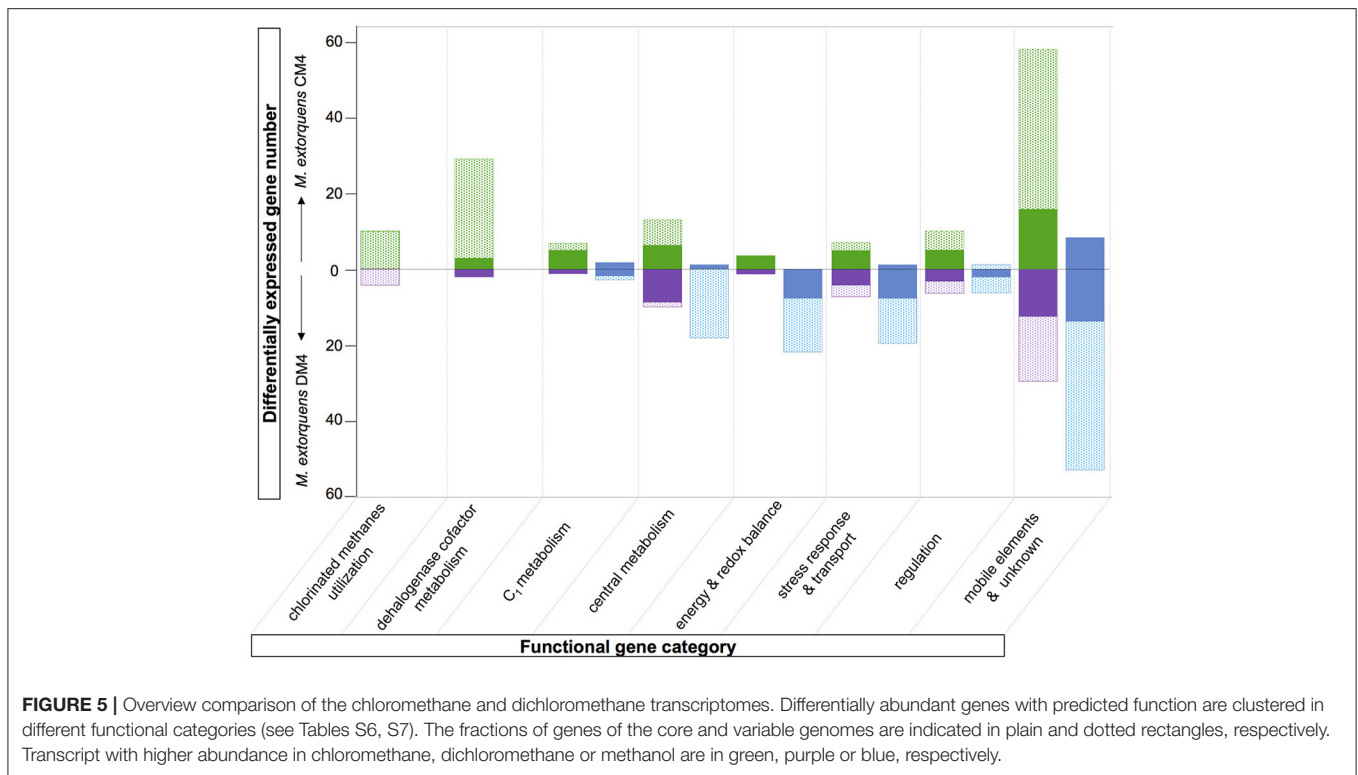 Differentially expressed gene number
M. extorquens DM4
M. extorquens CM4
60
40
20
0
20
40
60
chlorinated methanes
utilization
dehalogenase cofactor
metabolism
C₁ metabolism
central metabolism
energy & redox balance
stress response
& transport
regulation
mobile elements
& unknown
Functional gene category
FIGURE 5 | Overview comparison of the chloromethane and dichloromethane transcriptomes. Differentially abundant genes with predicted function are clustered in
different functional categories (see Tables S6, S7). The fractions of genes of the core and variable genomes are indicated in plain and dotted rectangles, respectively.
Transcript with higher abundance in chloromethane, dichloromethane or methanol are in green, purple or blue, respectively.